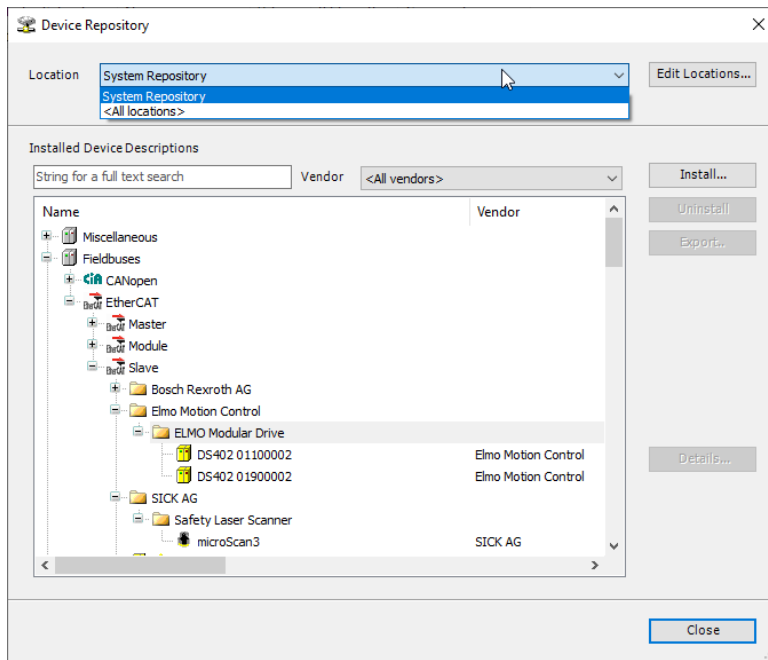 Device Repository
Location System Repository Edit Locations...
System Repository
<All locations>
Installed Device Descriptions
String for a full text search Vendor <All vendors> Install...
Name Vendor Uninstall
Miscellaneous Export...
Fieldbuses
CiA CANopen
EtherCAT
Master
Module
Slave
Bosch Rexroth AG
Elmo Motion Control
ELMO Modular Drive
DS402 01100002 Elmo Motion Control Details...
DS402 01900002 Elmo Motion Control
SICK AG
Safety Laser Scanner
microScan3 SICK AG
Close